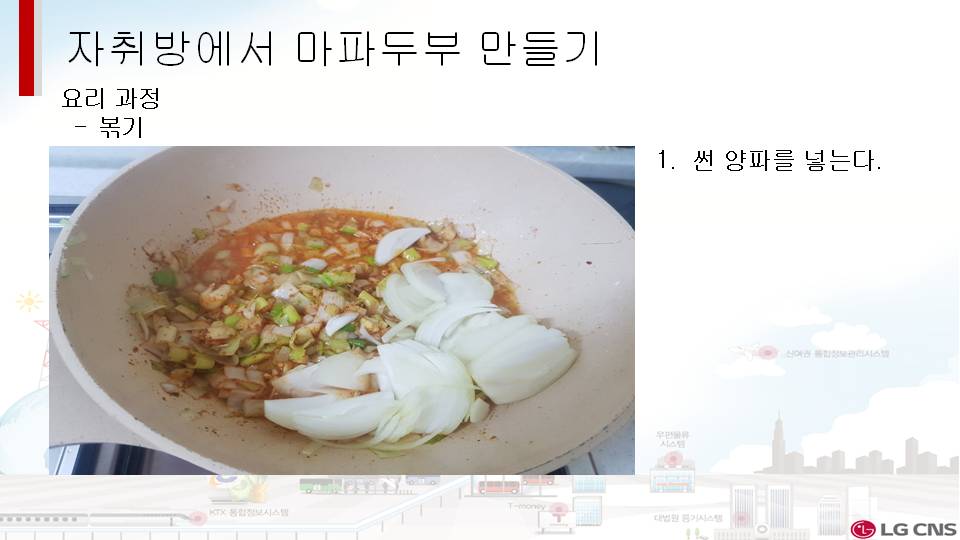 자취방에서 마파두부 만들기
요리 과정
- 볶기
1. 썬 양파를 넣는다.
신여권 통합정보관리시스템
우편물류
시스템
KTX 통합정보시스템
T-money
대법원 등기시스템
LG CNS